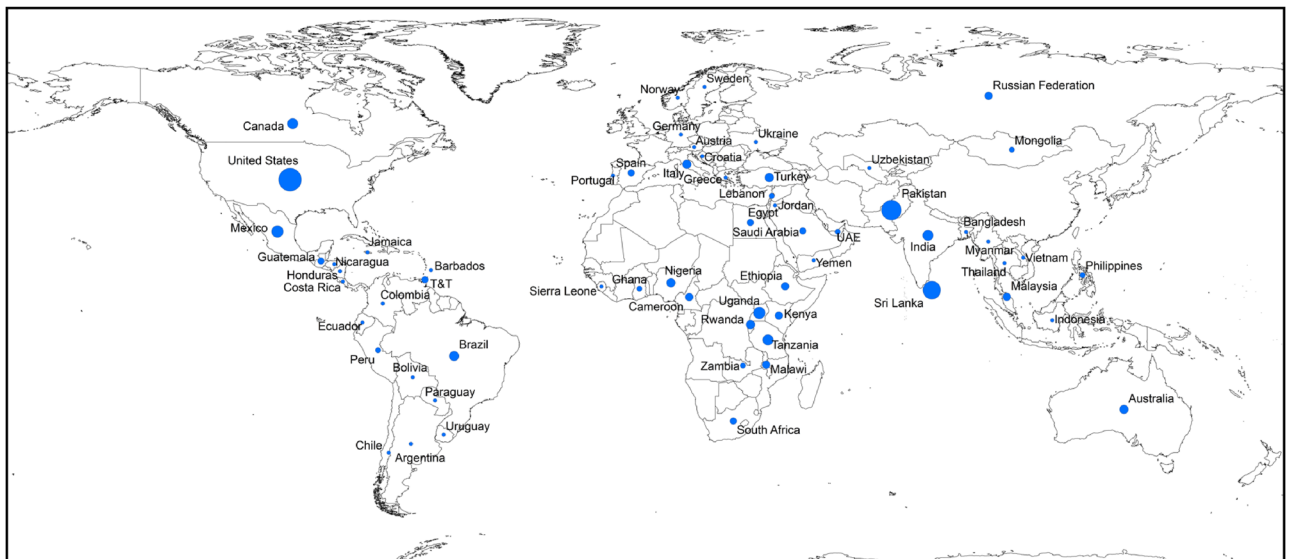 Sweden
Norway
Russian Federation
Canada
Germany
Ukraine
Austria
Mongolia
Croatia
United States
Spain
Uzbekistan
Italy
Turkey
Portugal
Greece
Lebanon
Pakistan
Jordan
Egypt
Bangladesh
Mexico
Saudi Arabia
UAE
India
Jamaica
Myanmar
Guatemala
Nicaragua
Vietnam
Barbados
Yemen
Philippines
Honduras
Nigeria
Ethiopia
Thailand
T&T
Costa Rica
Ghana
Malaysia
Sierra Leone
Colombia
Cameroon
Uganda
Sri Lanka
Kenya
Rwanda
Indonesia
Ecuador
Brazil
Tanzania
Peru
Bolivia
Zambia
Malawi
Paraguay
Australia
Uruguay
South Africa
Chile
Argentina